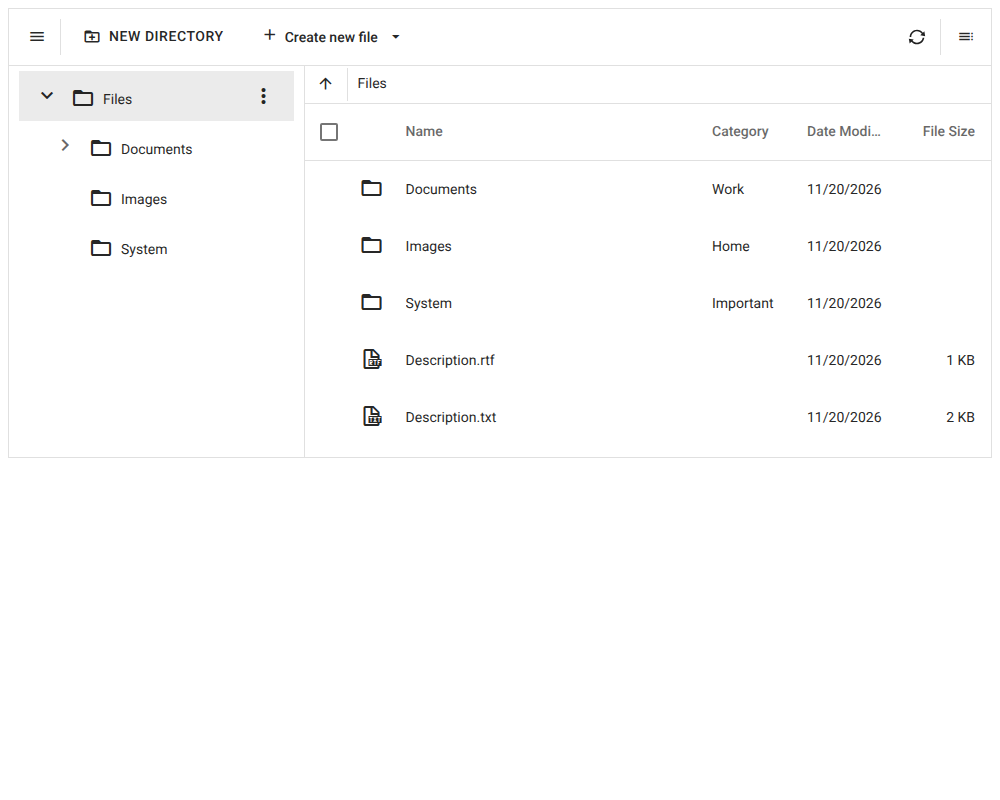 NEW DIRECTORY
Create new file
Files
Documents
Images
System
Files
Name Category Date Modi... File Size
Documents Work 11/20/2026
Images Home 11/20/2026
System Important 11/20/2026
Description.rtf 11/20/2026 1 KB
Description.txt 11/20/2026 2 KB